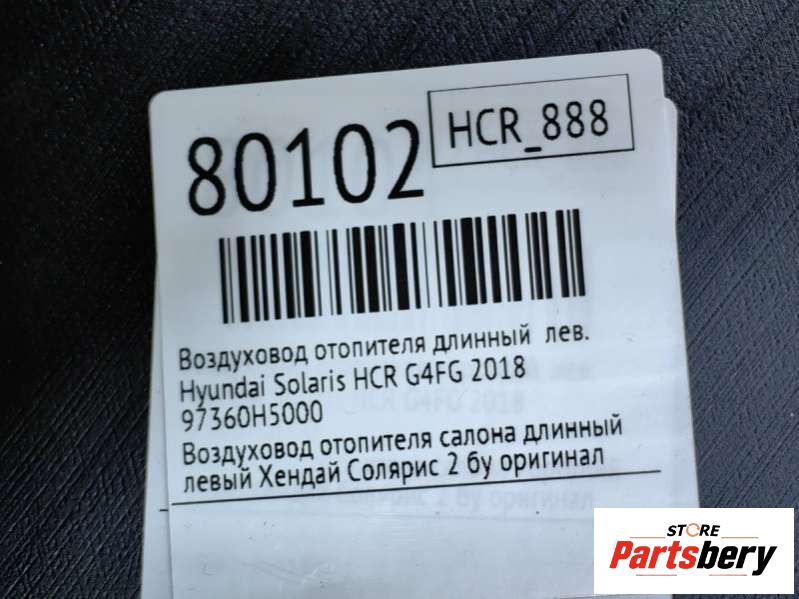 80102
HCR_888
Воздуховод отопителя длинный лев.
Hyundai Solaris HCR G4FG 2018
97360H5000
Воздуховод отопителя салона длинный
левый Хендай Солярис 2 бу оригинал
STORE
Partsbery